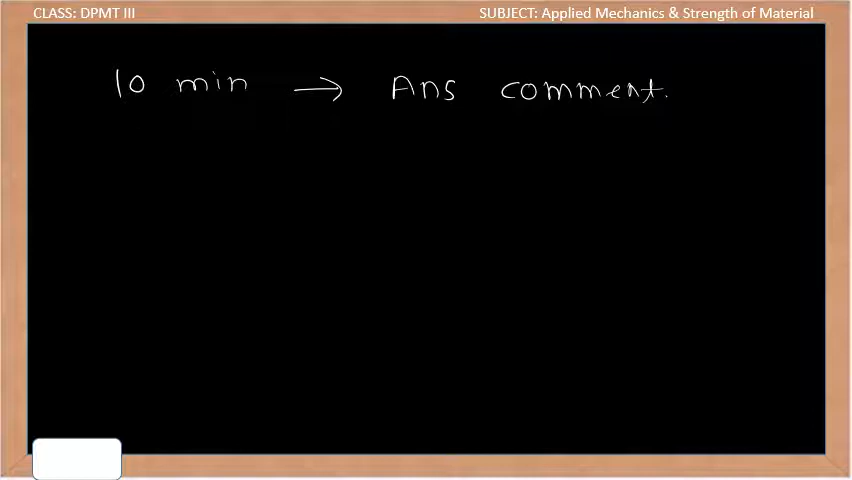 CLASS: DPMT III SUBJECT: Applied Mechanics & Strength of Material
10 min → Ans comment.